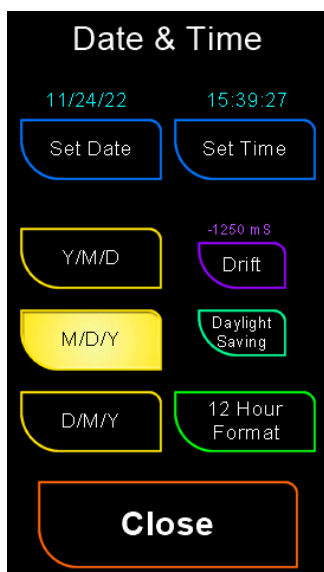 Date & Time
11/24/22
15:39:27
Set Date
Set Time
Y/M/D
-1250 mS
Drift
M/D/Y
Daylight
Saving
D/M/Y
12 Hour
Format
Close